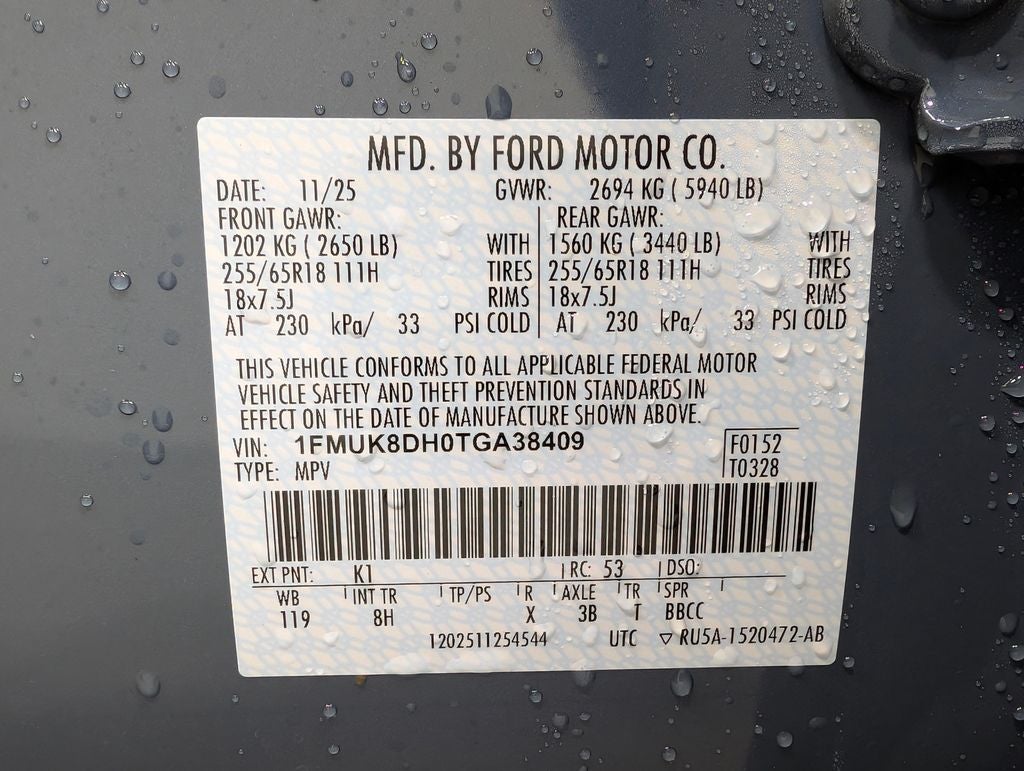 MFD. BY FORD MOTOR CO.
DATE: 11/25 GVWR: 2694 KG ( 5940 LB)
FRONT GAWR: REAR GAWR:
1202 KG ( 2650 LB) WITH 1560 KG ( 3440 LB) WITH
255/65R18 111H TIRES 255/65R18 111H TIRES
18x7.5J RIMS 18x7.5J RIMS
AT 230 kPa/ 33 PSI COLD AT 230 kPa/ 33 PSI COLD
THIS VEHICLE CONFORMS TO ALL APPLICABLE FEDERAL MOTOR
VEHICLE SAFETY AND THEFT PREVENTION STANDARDS IN
EFFECT ON THE DATE OF MANUFACTURE SHOWN ABOVE.
VIN: 1FMUK8DH0TGA38409 F0152
TYPE: MPV T0328
EXT PNT: K1 RC: 53 DSO:
WB INT TR TP/PS R AXLE TR SPR
119 8H X 3B T BBCC
1202511254544 UTC ▽ RU5A-1520472-AB